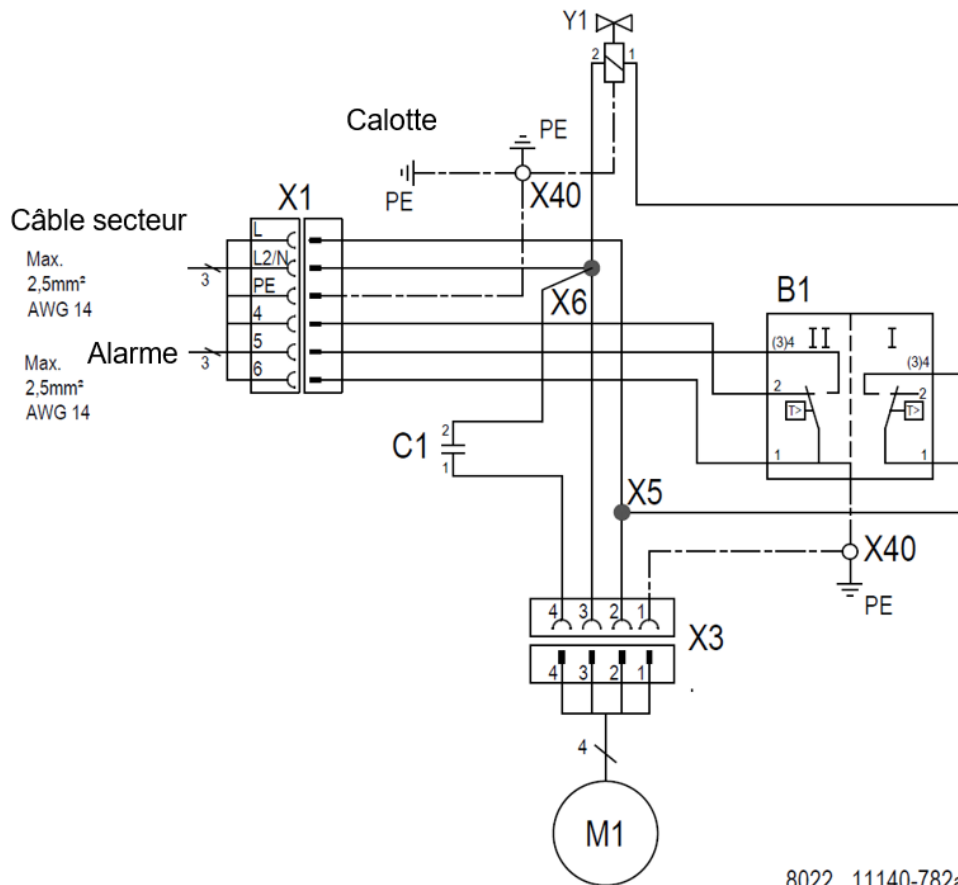 Y1
2 1
Calotte
PE
PE
X40
X1
Câble secteur
Max.
2,5mm²
AWG 14
3
L
L2/N
PE
4
5
6
Alarme
3
Max.
2,5mm²
AWG 14
X6
B1
(3)4 II I (3)4
2 2
T> T>
1 1
C1
2
1
X5
X40
PE
4 3 2 1
X3
4 3 2 1
4
M1
8022 11140-782a